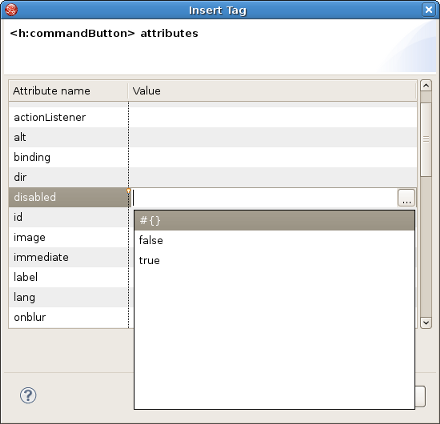 Insert Tag
<h:commandButton> attributes
Attribute name Value
actionListener
alt
binding
dir
disabled ...
id #{}
image false
immediate true
label
lang
onblur
?